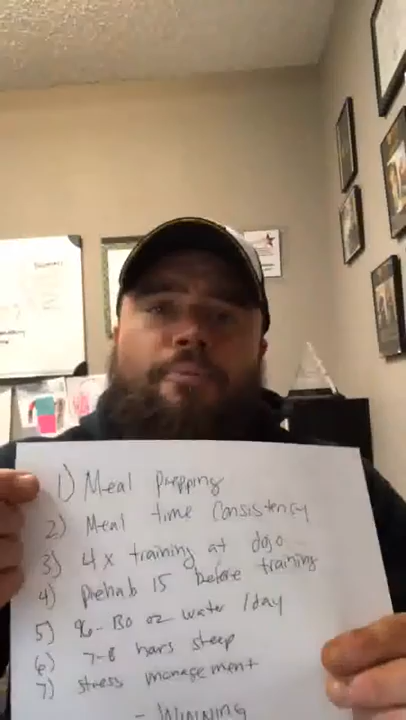 1) Meal Prepping
2) Meal time Consistency
3) 4x training at dojo
4) Prehab 15 before training
5) 96-130 oz water /day
6) 7-8 hours sleep
7) stress management
- WINNING